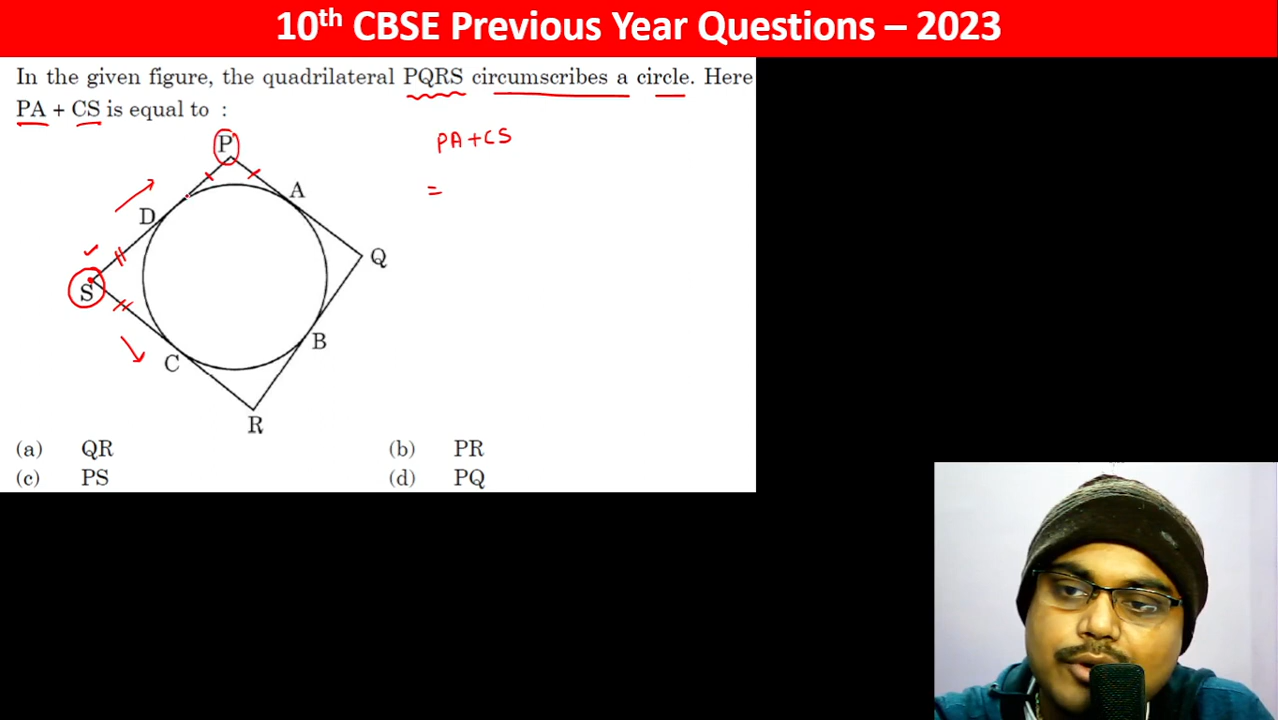 10th CBSE Previous Year Questions – 2023
In the given figure, the quadrilateral PQRS circumscribes a circle. Here
PA + CS is equal to :
PA+CS
=
P
A
D
Q
S
B
C
R
(a) QR (b) PR
(c) PS (d) PQ